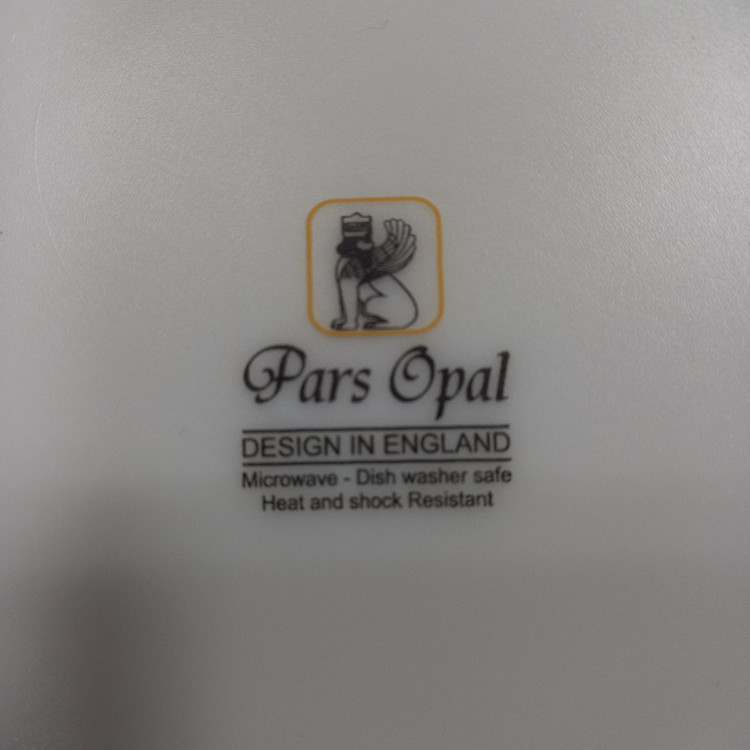 Pars Opal
DESIGN IN ENGLAND
Microwave - Dish washer safe
Heat and shock Resistant